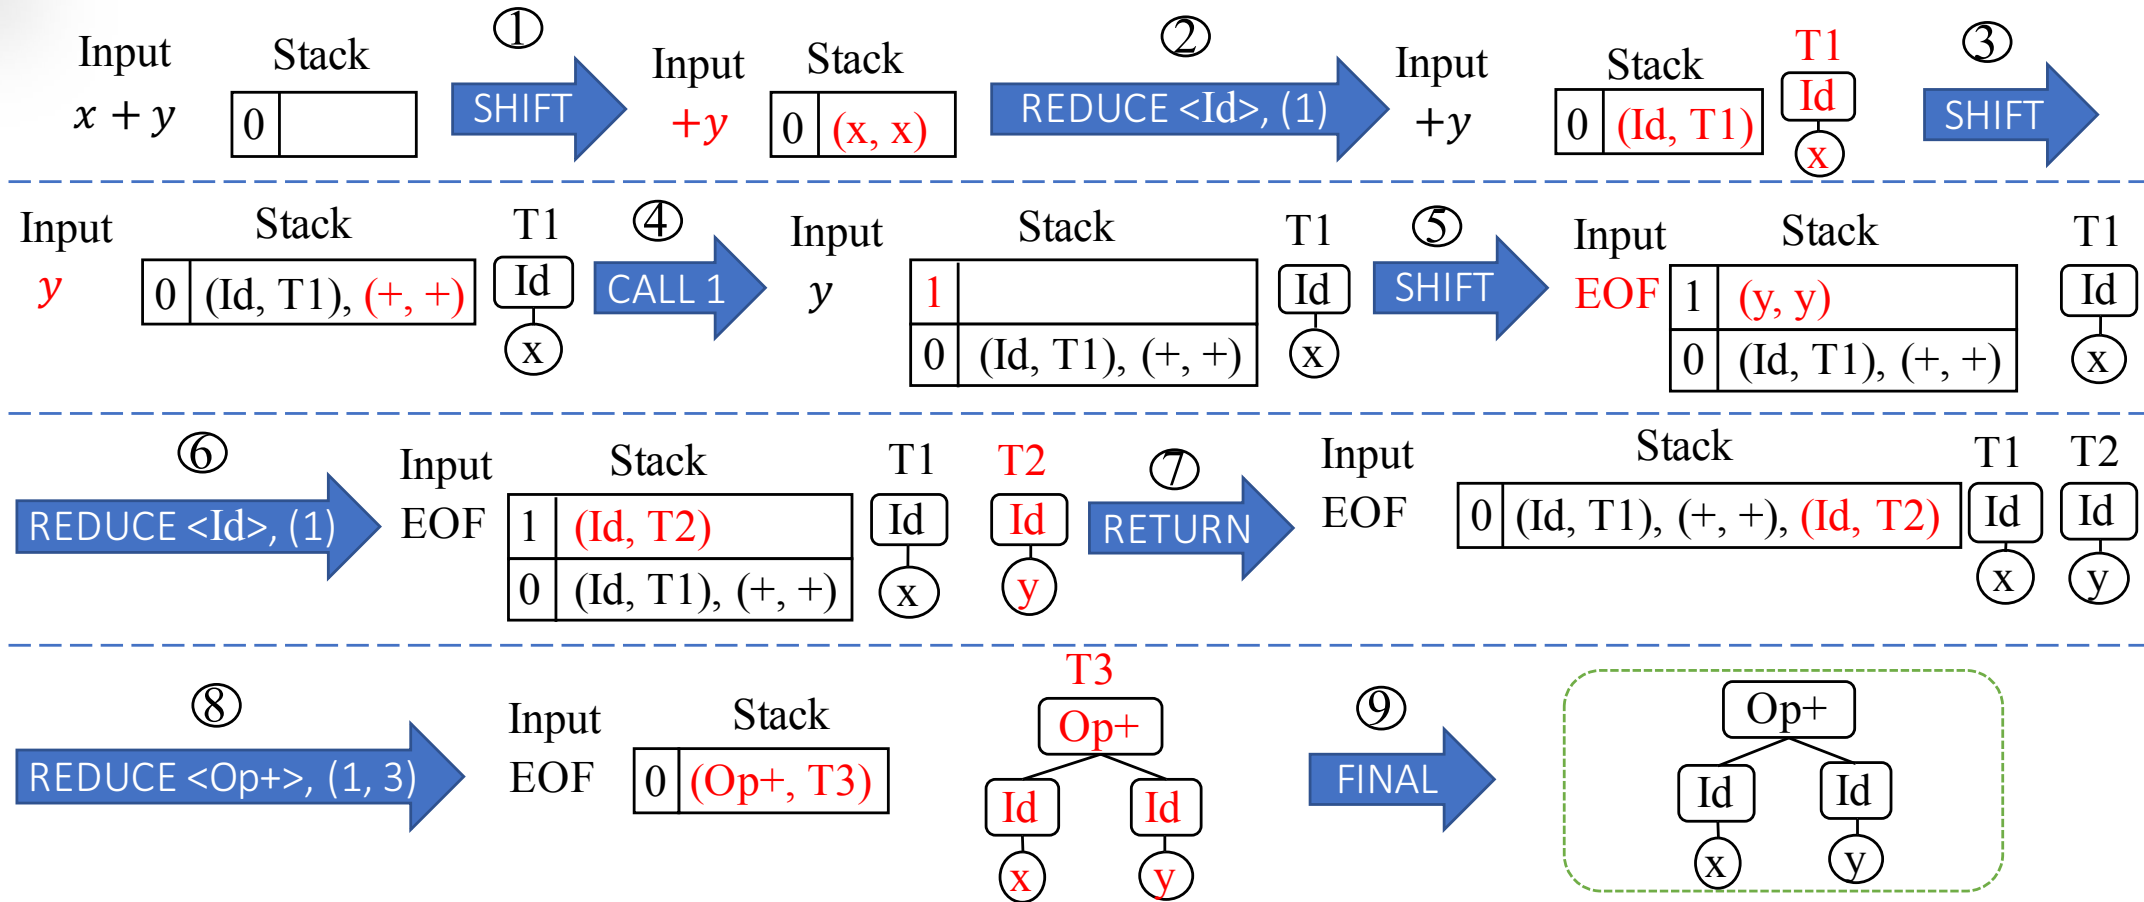 Input Stack ① Input Stack ② Input Stack T1 ③
x + y 0 SHIFT +y 0 (x, x) REDUCE <Id>, (1) +y 0 (Id, T1) Id x SHIFT
Input Stack T1 ④ Input Stack T1 ⑤ Input Stack T1
y 0 (Id, T1), (+, +) Id CALL 1 y 1 Id SHIFT EOF 1 (y, y) Id
x 0 (Id, T1), (+, +) x 0 (Id, T1), (+, +) x
⑥ Input Stack T1 T2 ⑦ Input Stack T1 T2
REDUCE <Id>, (1) EOF 1 (Id, T2) Id Id RETURN EOF 0 (Id, T1), (+, +), (Id, T2) Id Id
0 (Id, T1), (+, +) x y x y
⑧ Input Stack T3 ⑨ Op+
REDUCE <Op+>, (1, 3) EOF 0 (Op+, T3) Op+ FINAL
Id Id Id Id
x y x y